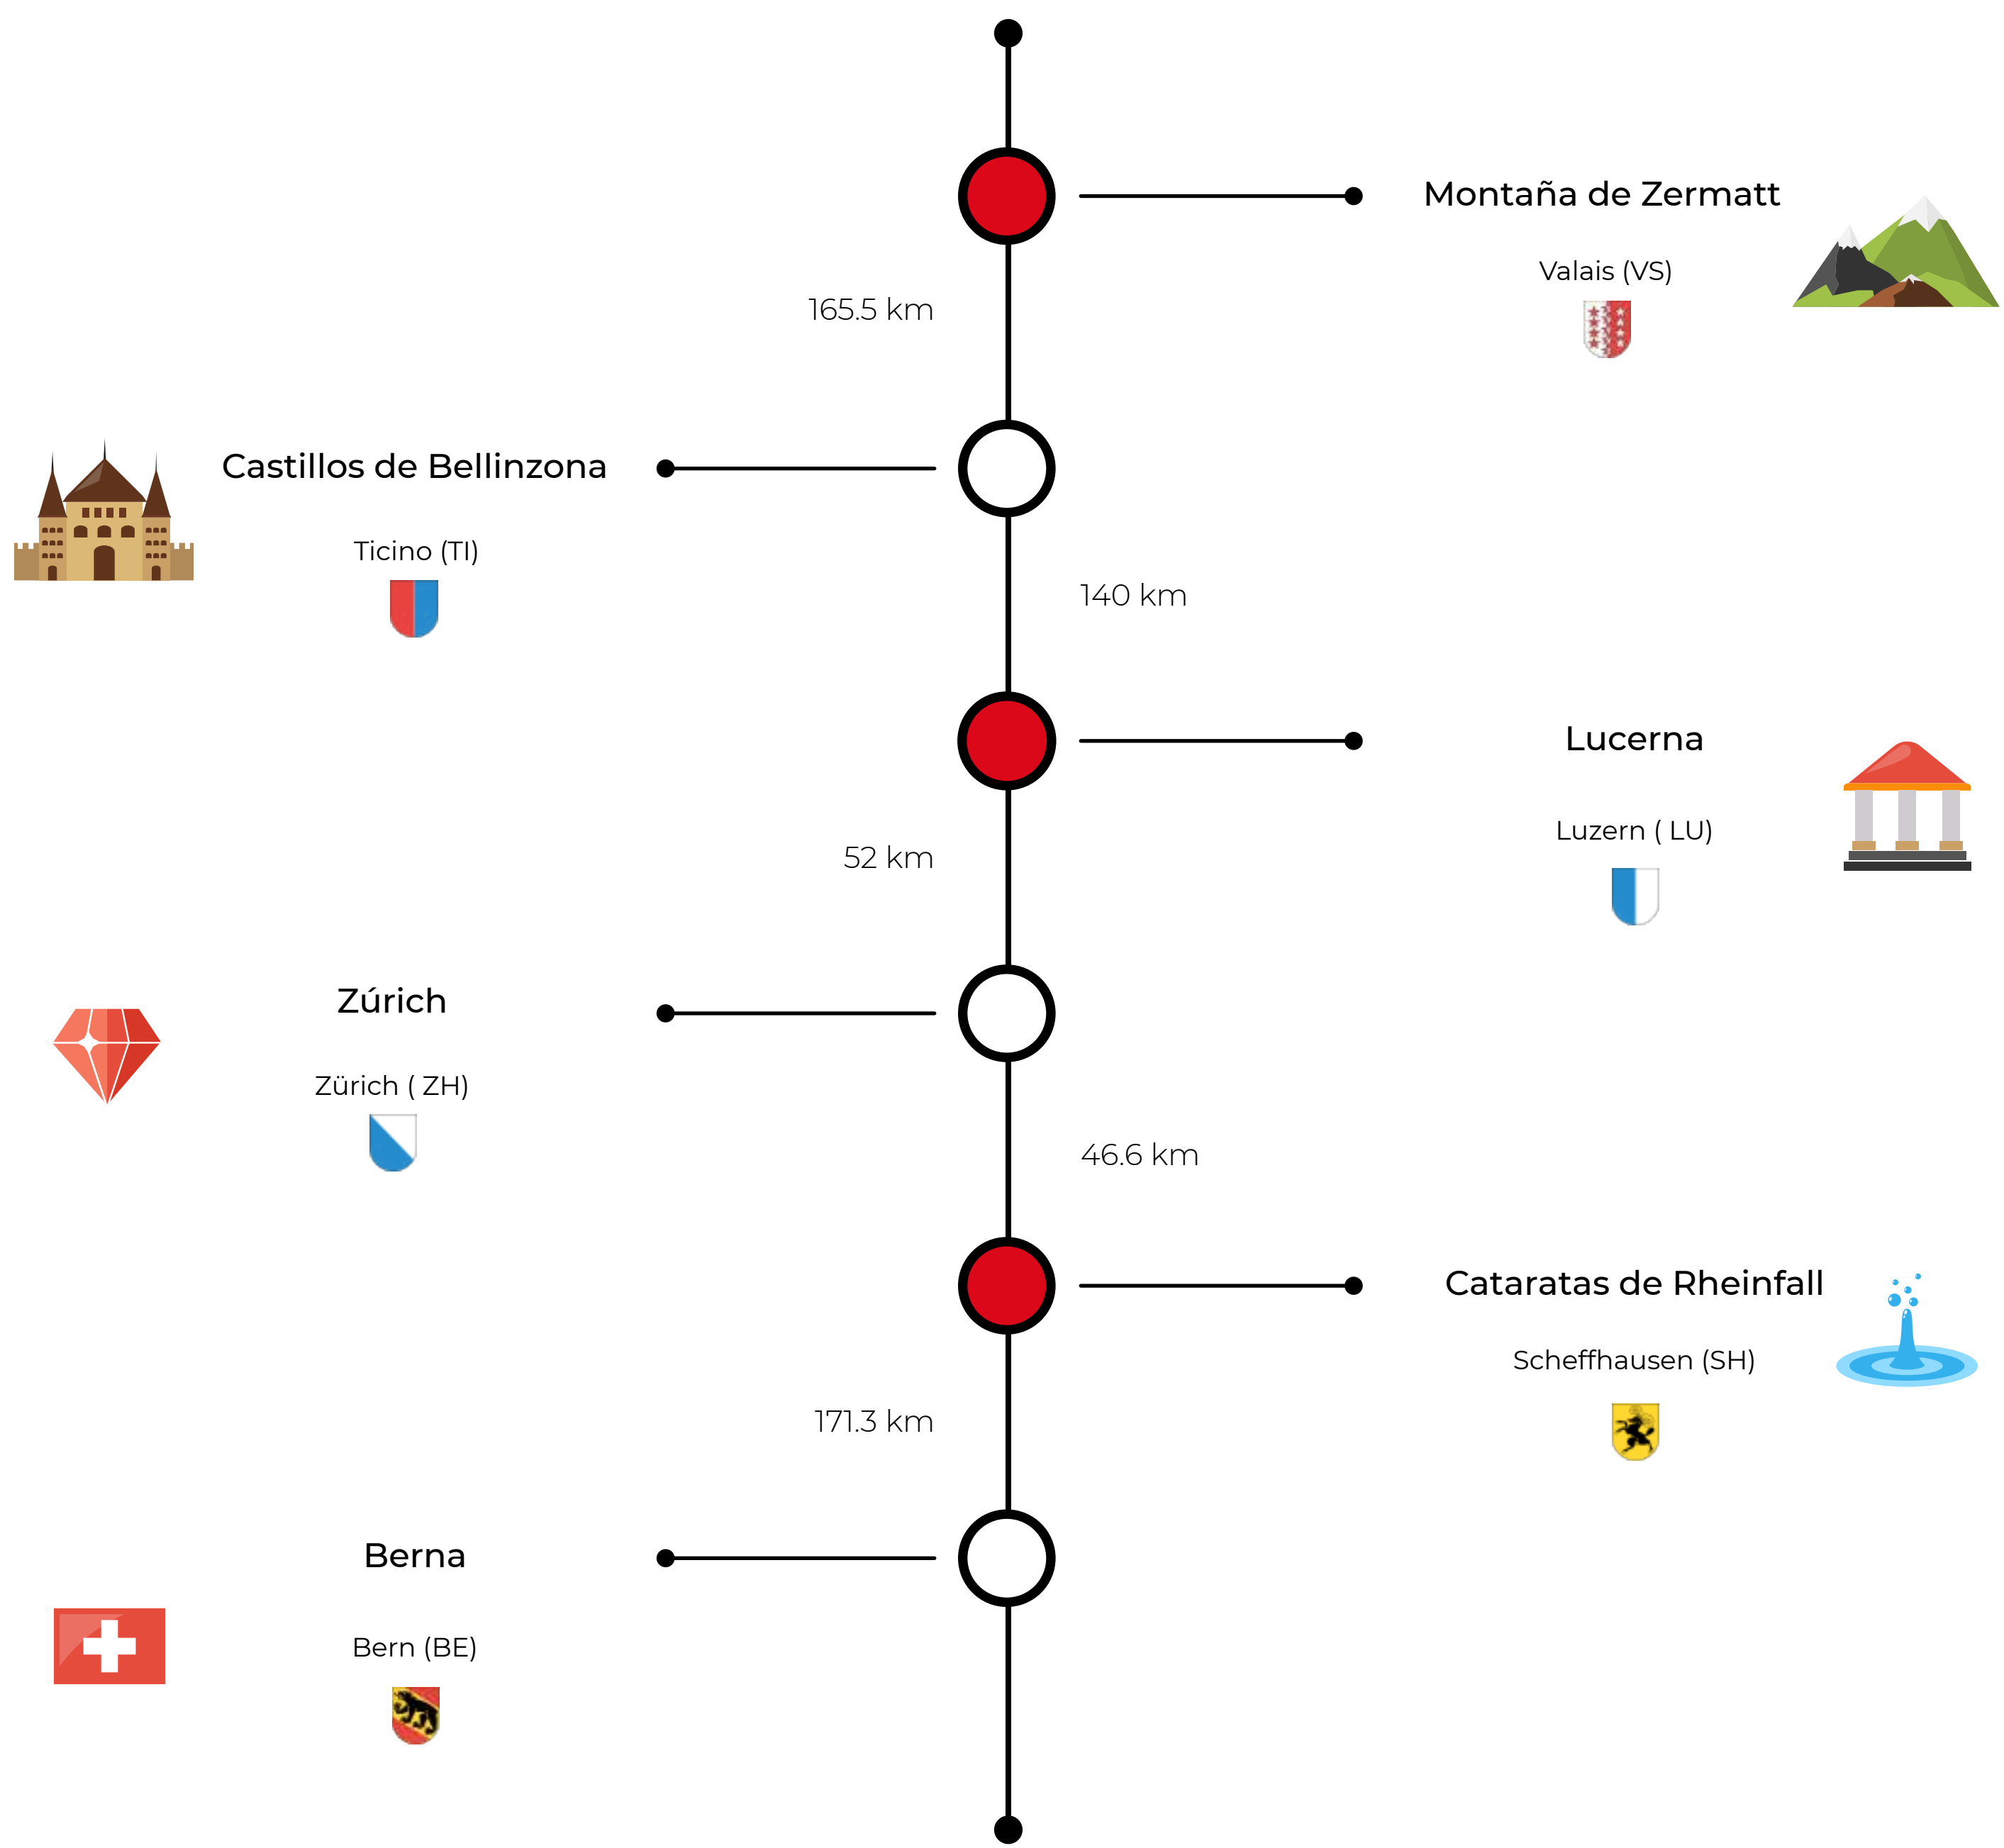 Montaña de Zermatt
Valais (VS)
165.5 km
Castillos de Bellinzona
Ticino (TI)
140 km
Lucerna
Luzern ( LU)
52 km
Zúrich
Zürich ( ZH)
46.6 km
Cataratas de Rheinfall
Scheffhausen (SH)
171.3 km
Berna
Bern (BE)